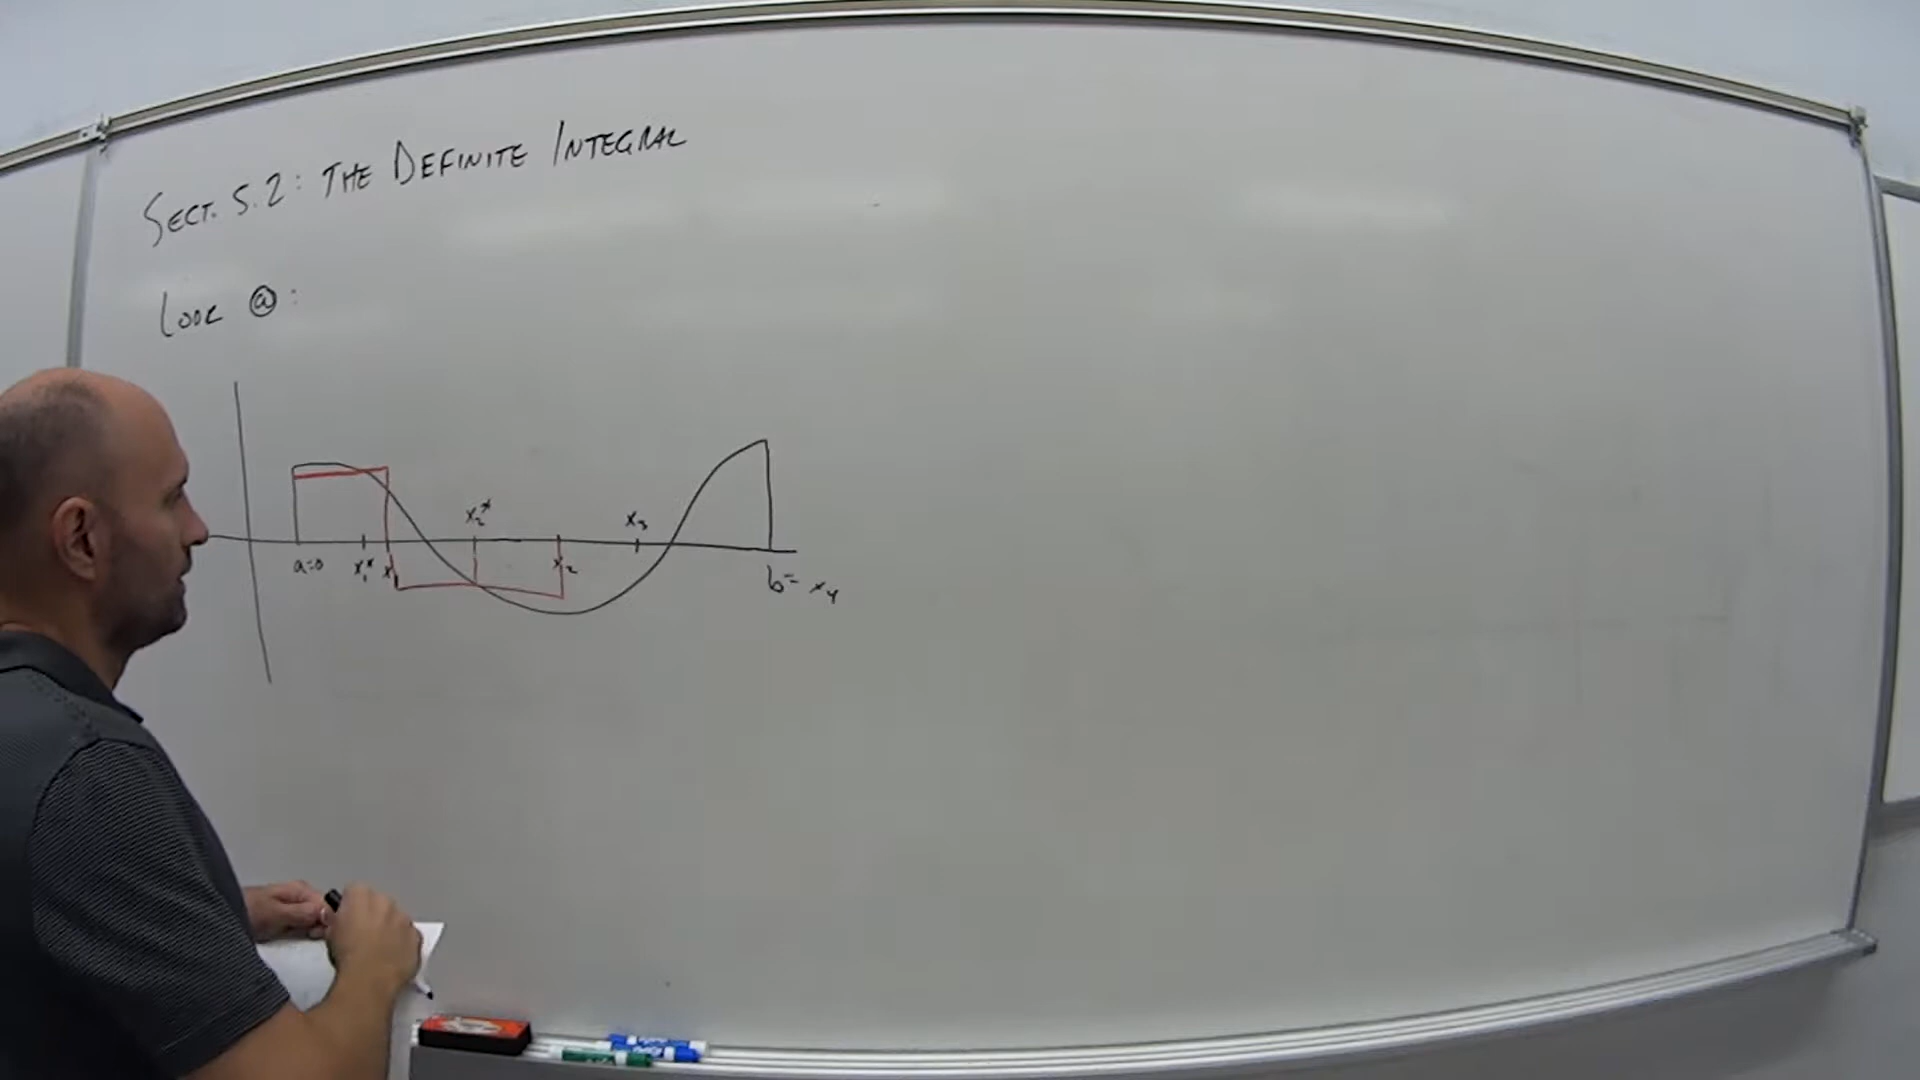 SECT. 5.2: THE DEFINITE INTEGRAL
LOOK @:
x₂* x₃
a=0 x₁* x₁ x₂ b= x₄